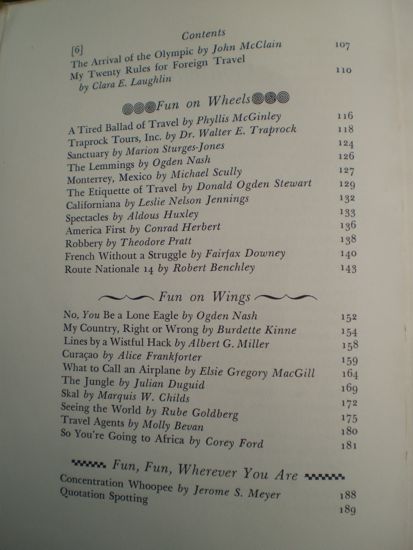 Contents
[6]
The Arrival of the Olympic by John McClain 107
My Twenty Rules for Foreign Travel
by Clara E. Laughlin 110
Fun on Wheels
A Tired Ballad of Travel by Phyllis McGinley 116
Traprock Tours, Inc. by Dr. Walter E. Traprock 118
Sanctuary by Marion Sturges-Jones 124
The Lemmings by Ogden Nash 126
Monterrey, Mexico by Michael Scully 127
The Etiquette of Travel by Donald Ogden Stewart 129
Californiana by Leslie Nelson Jennings 132
Spectacles by Aldous Huxley 133
America First by Conrad Herbert 136
Robbery by Theodore Pratt 138
French Without a Struggle by Fairfax Downey 140
Route Nationale 14 by Robert Benchley 143
Fun on Wings
No, You Be a Lone Eagle by Ogden Nash 152
My Country, Right or Wrong by Burdette Kinne 154
Lines by a Wistful Hack by Albert G. Miller 158
Curaçao by Alice Frankforter 159
What to Call an Airplane by Elsie Gregory MacGill 164
The Jungle by Julian Duguid 169
Skal by Marquis W. Childs 172
Seeing the World by Rube Goldberg 175
Travel Agents by Molly Bevan 180
So You're Going to Africa by Corey Ford 181
Fun, Fun, Wherever You Are
Concentration Whoopee by Jerome S. Meyer 188
Quotation Spotting 189